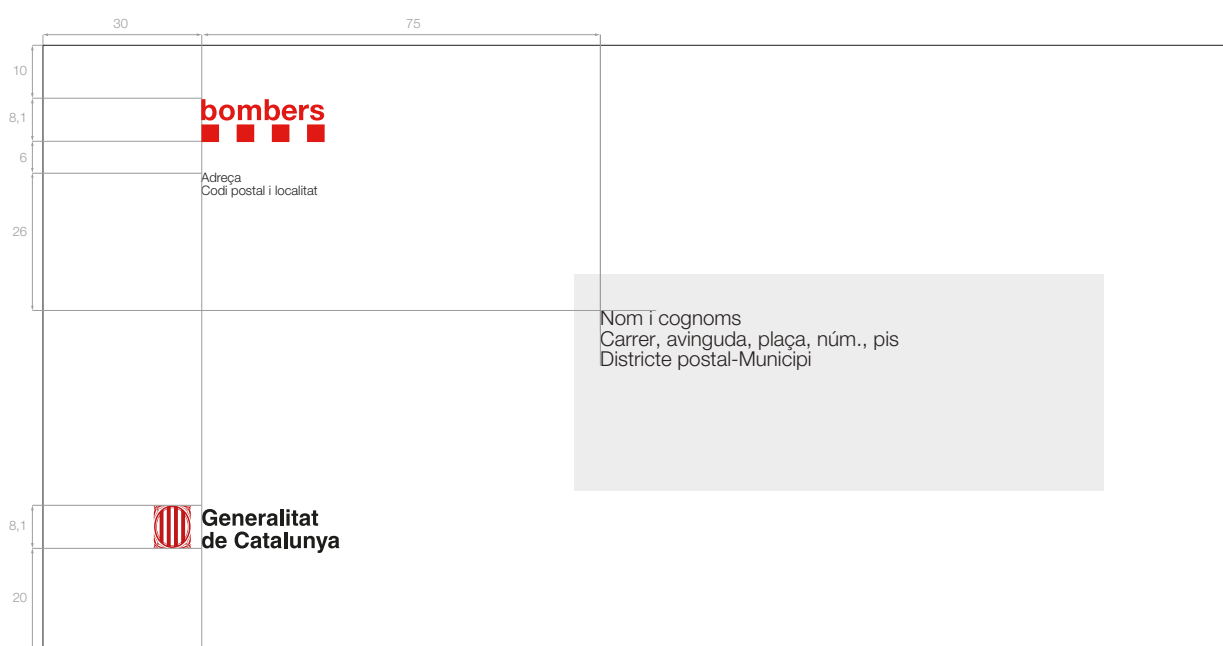 30
75
10
8,1
bombers
6
Adreça
Codi postal i localitat
26
Nom i cognoms
Carrer, avinguda, plaça, núm., pis
Districte postal-Municipi
8,1
Generalitat
de Catalunya
20